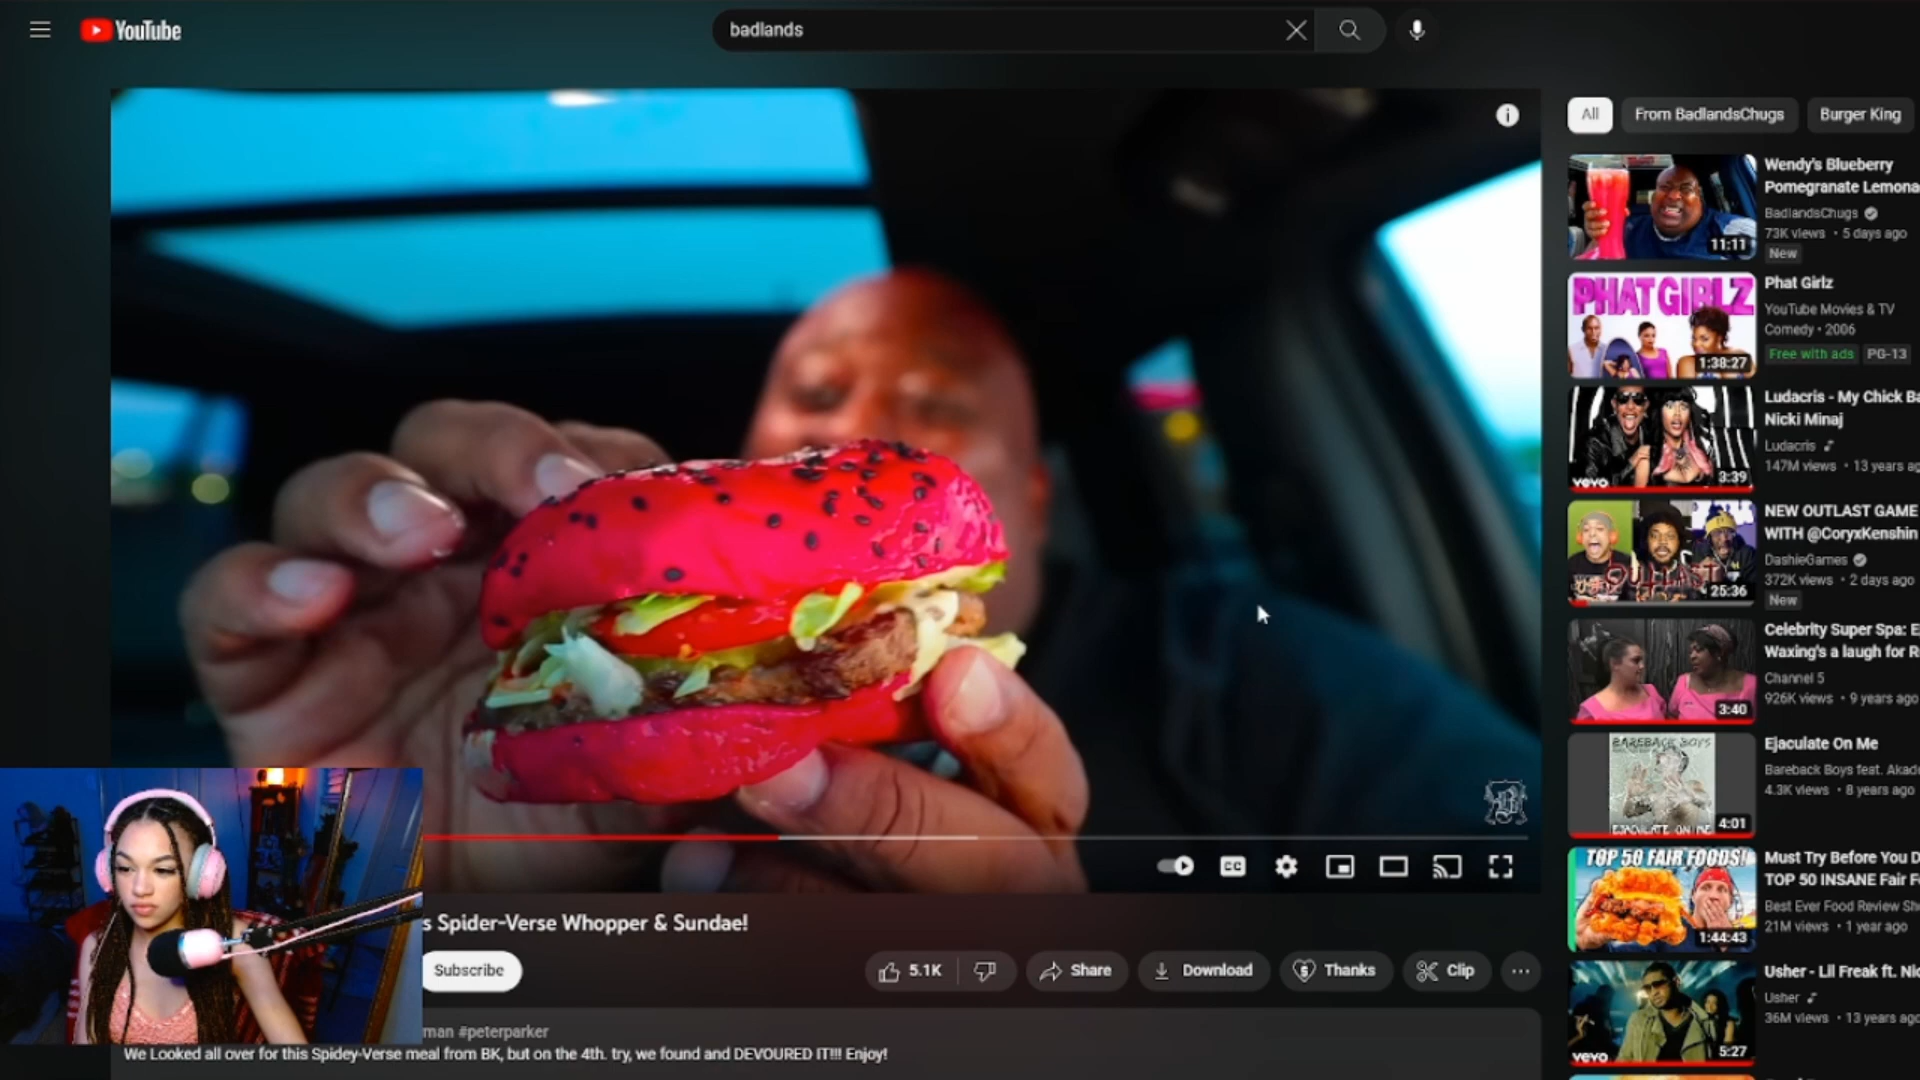 YouTube
badlands
All
From BadlandsChugs
Burger King
Wendy's Blueberry
Pomegranate Lemona
BadlandsChugs
73K views • 5 days ago
New
11:11
PHAT GIRLZ
1:38:27
Phat Girlz
YouTube Movies & TV
Comedy • 2006
Free with ads
PG-13
vevo
3:39
Ludacris - My Chick Ba
Nicki Minaj
Ludacris
147M views • 13 years ag
OUTLAST
25:36
NEW OUTLAST GAME
WITH @CoryxKenshin
DashieGames
372K views • 2 days ago
New
3:40
Celebrity Super Spa: E
Waxing's a laugh for R
Channel 5
926K views • 9 years ago
BAREBACK BOYS
EJACULATE ON ME
4:01
Ejaculate On Me
Bareback Boys feat. Akad
4.3K views • 8 years ago
TOP 50 FAIR FOODS!
1:44:43
Must Try Before You D
TOP 50 INSANE Fair F
Best Ever Food Review Sh
21M views • 1 year ago
vevo
5:27
Usher - Lil Freak ft. Nic
Usher
36M views • 13 years ago
CC
s Spider-Verse Whopper & Sundae!
Subscribe
5.1K
Share
Download
Thanks
Clip
man #peterparker
We Looked all over for this Spidey-Verse meal from BK, but on the 4th. try, we found and DEVOURED IT!!! Enjoy!